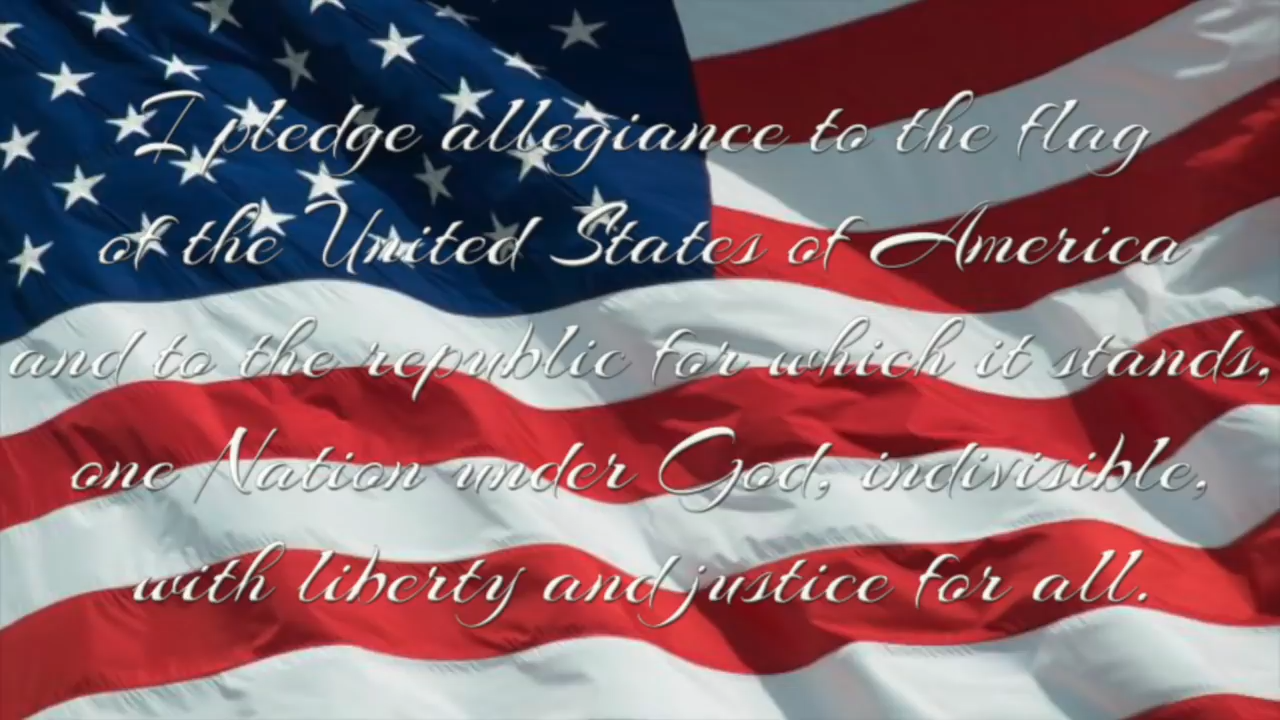 I pledge allegiance to the flag
of the United States of America
and to the republic for which it stands,
one Nation under God, indivisible,
with liberty and justice for all.